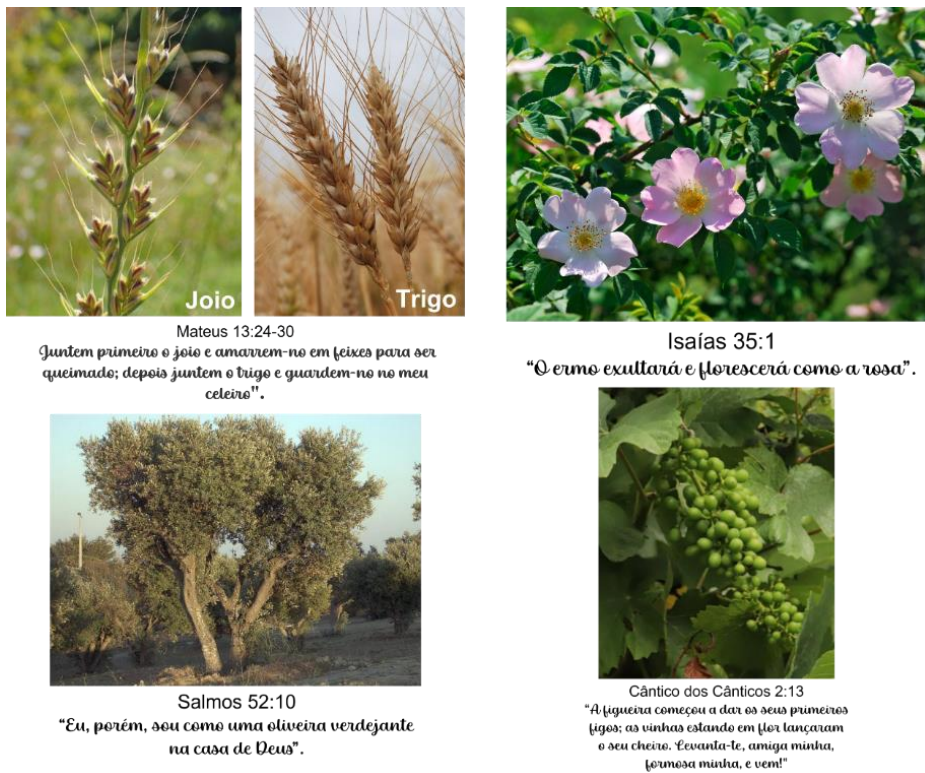 Joio
Trigo
Mateus 13:24-30
Juntem primeiro o joio e amarrem-no em feixes para ser
queimado; depois juntem o trigo e guardem-no no meu
celeiro".
Isaías 35:1
"O ermo exultará e florescerá como a rosa".
Salmos 52:10
"Eu, porém, sou como uma oliveira verdejante
na casa de Deus".
Cântico dos Cânticos 2:13
"A figueira começou a dar os seus primeiros
figos; as vinhas estando em flor lançaram
o seu cheiro. Levanta-te, amiga minha,
formosa minha, e vem!"